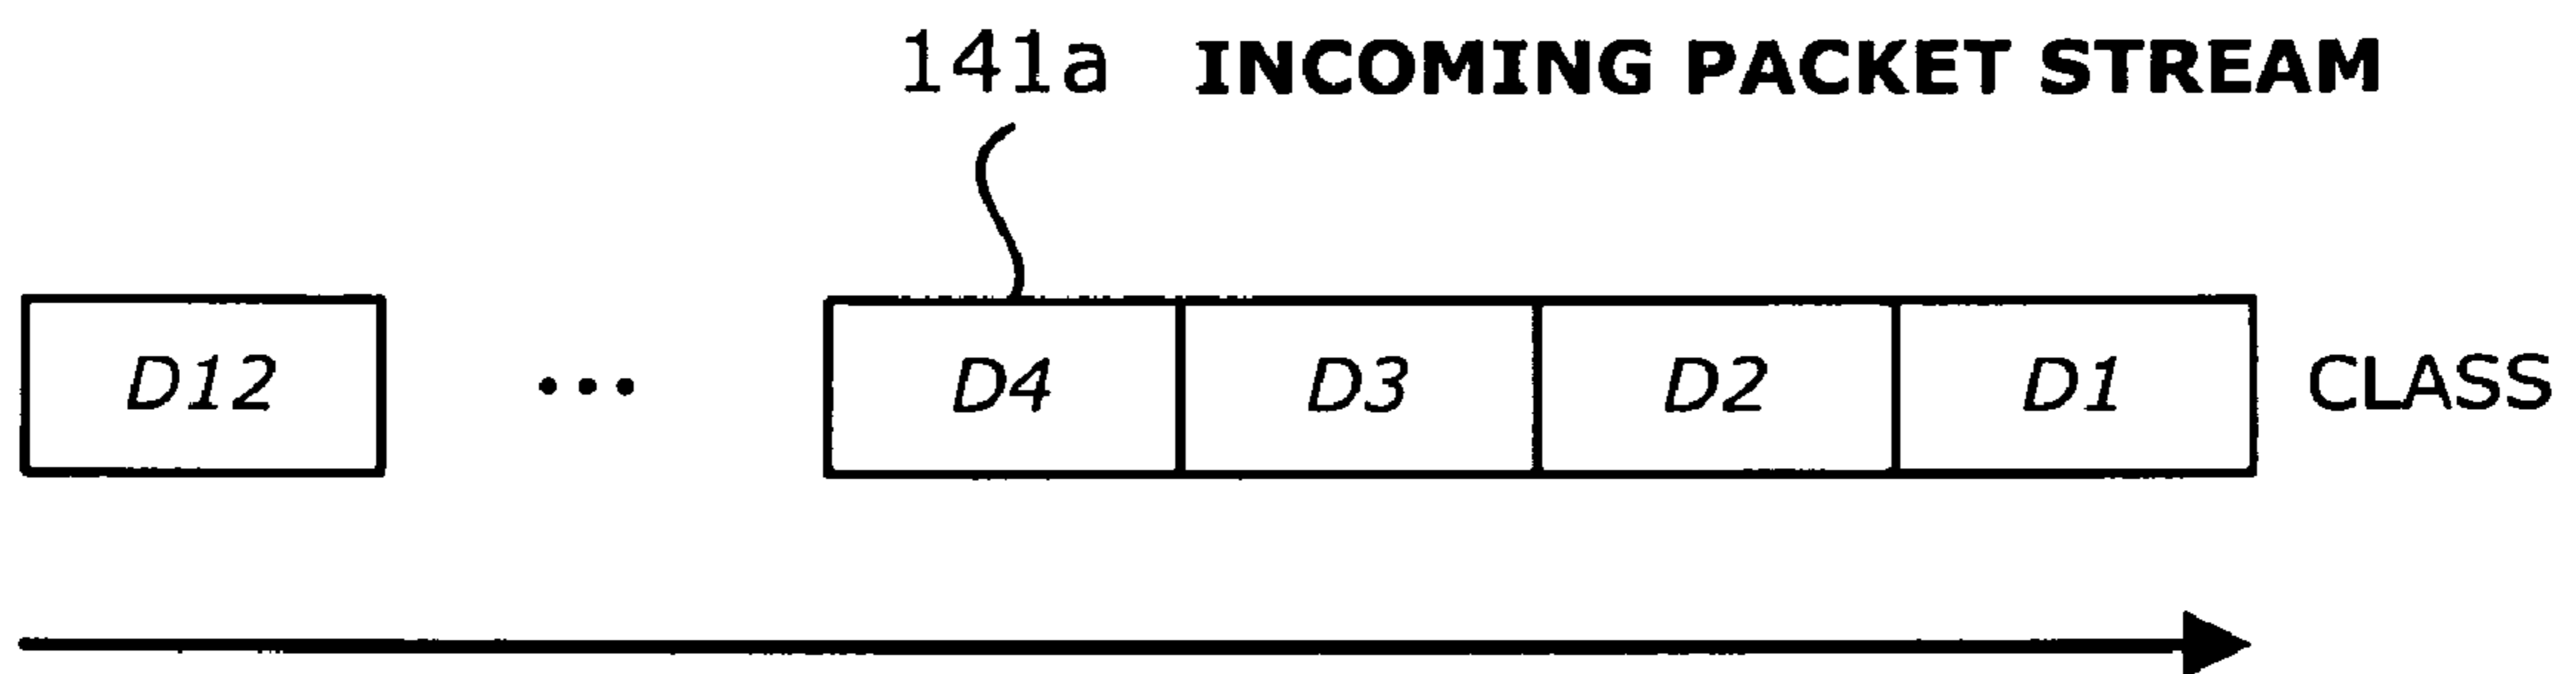 141a INCOMING PACKET STREAM
D12 ... D4 D3 D2 D1 CLASS